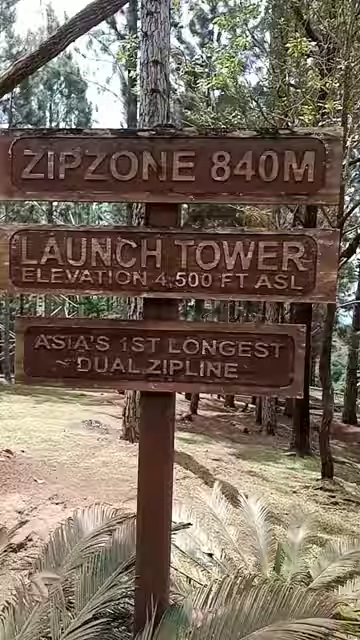 ZIPZONE 840M
LAUNCH TOWER
ELEVATION 4,500 FT ASL
ASIA'S 1ST LONGEST
DUAL ZIPLINE